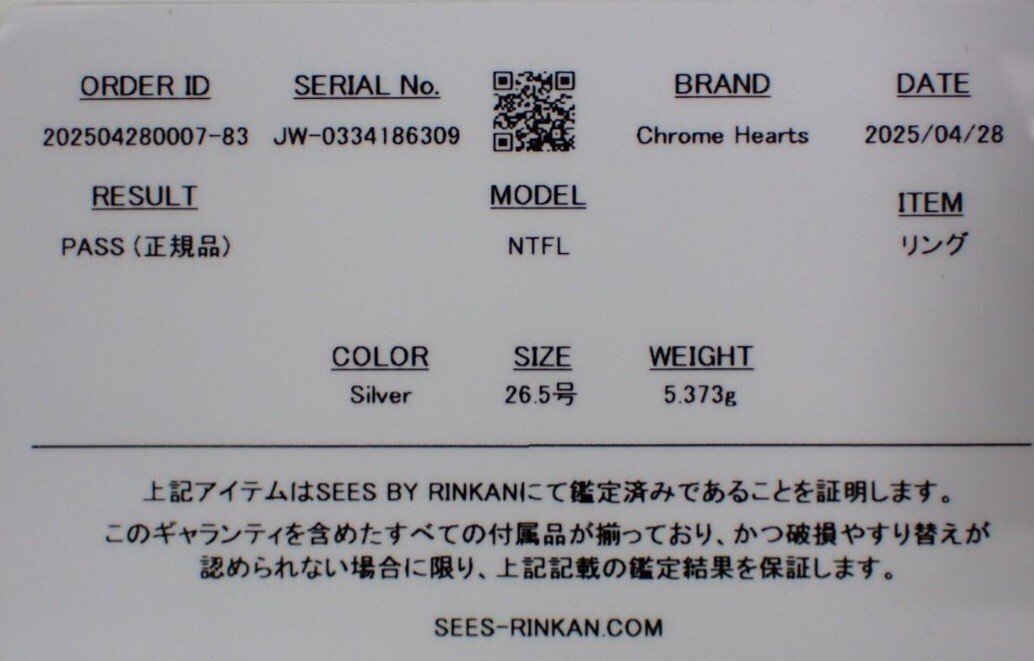 ORDER ID SERIAL No. BRAND DATE
202504280007-83 JW-0334186309 Chrome Hearts 2025/04/28
RESULT MODEL ITEM
PASS（正規品） NTFL リング
COLOR SIZE WEIGHT
Silver 26.5号 5.373g
上記アイテムはSEES BY RINKANにて鑑定済みであることを証明します。
このギャランティを含めたすべての付属品が揃っており、かつ破損やすり替えが
認められない場合に限り、上記記載の鑑定結果を保証します。
SEES-RINKAN.COM